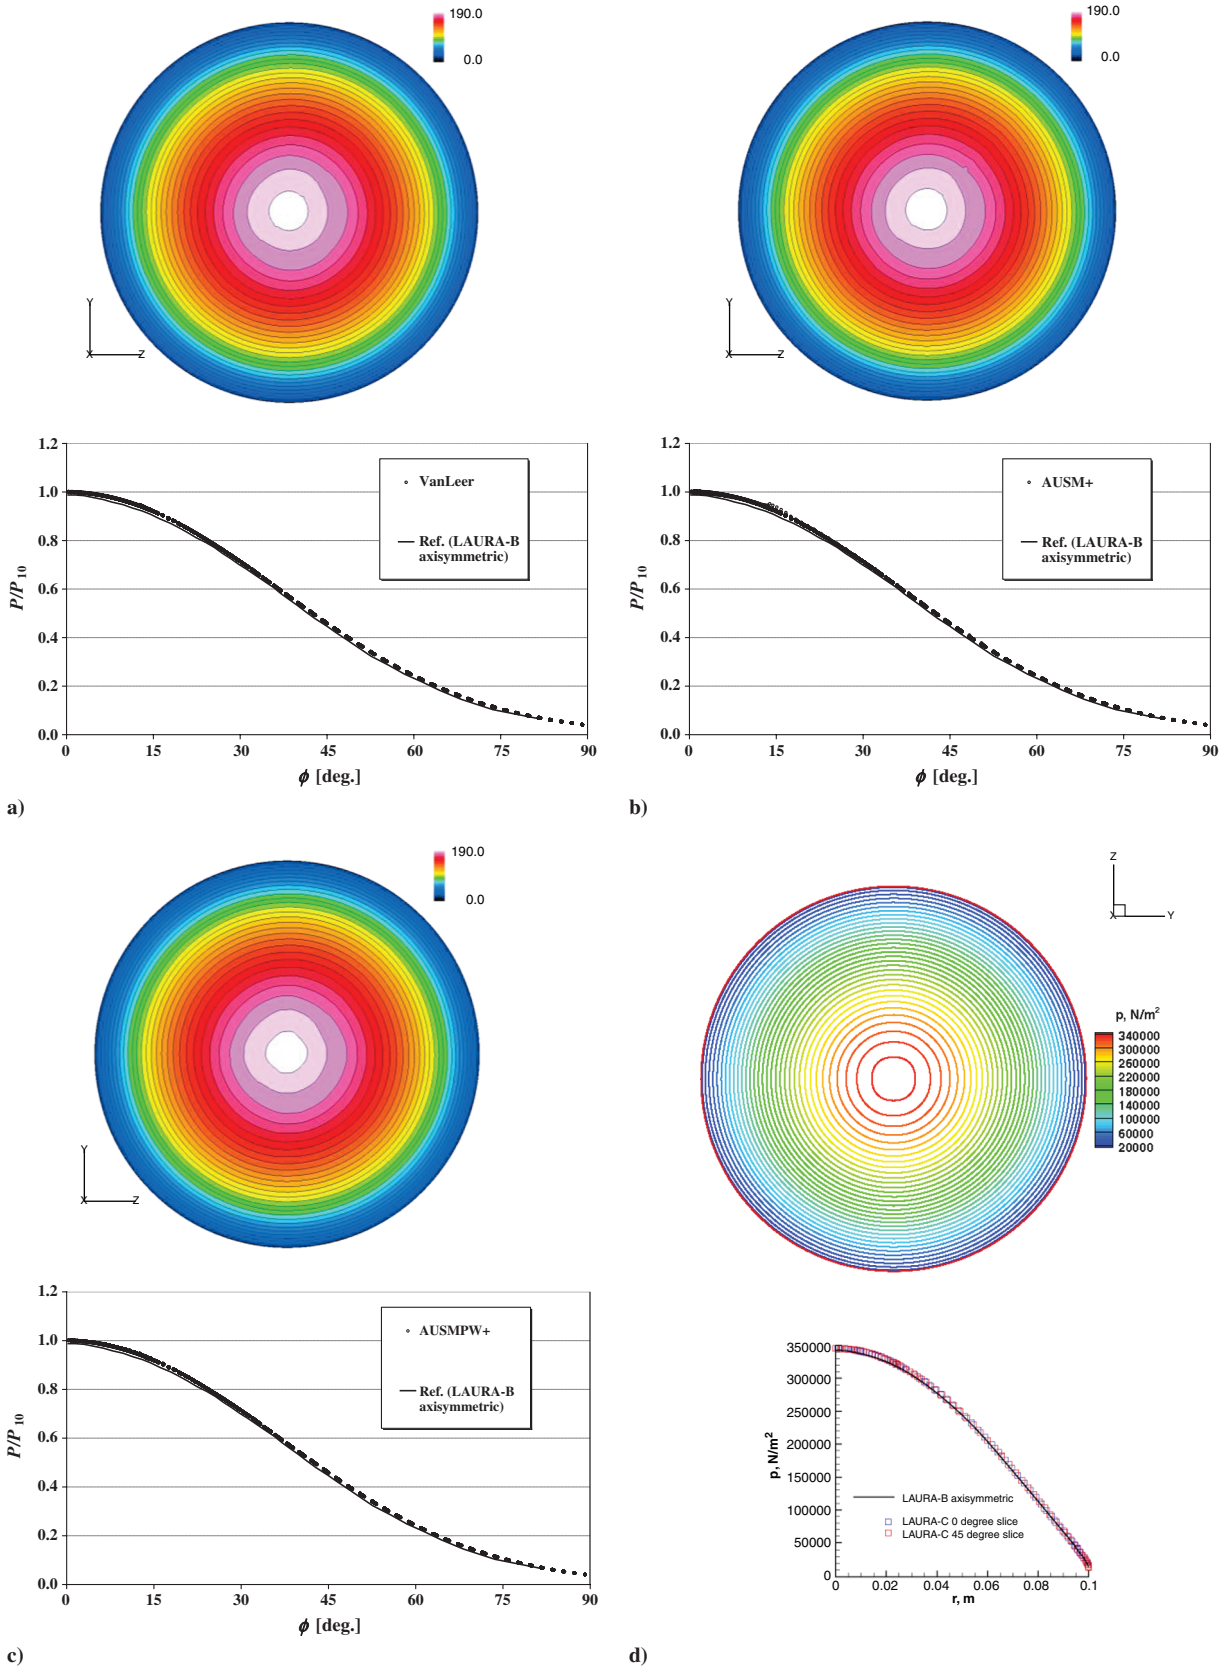 190.0
0.0
Y
X
Z
1.2
1.0
0.8
0.6
0.4
0.2
0.0
P/P10
VanLeer
Ref. (LAURA-B
axisymmetric)
0 15 30 45 60 75 90
ϕ [deg.]
a)
190.0
0.0
Y
X
Z
1.2
1.0
0.8
0.6
0.4
0.2
0.0
P/P10
AUSM+
Ref. (LAURA-B
axisymmetric)
0 15 30 45 60 75 90
ϕ [deg.]
b)
190.0
0.0
Y
X
Z
1.2
1.0
0.8
0.6
0.4
0.2
0.0
P/P10
AUSMPW+
Ref. (LAURA-B
axisymmetric)
0 15 30 45 60 75 90
ϕ [deg.]
c)
Z
X
Y
p, N/m2
340000
300000
260000
220000
180000
140000
100000
60000
20000
350000
300000
250000
200000
150000
100000
50000
0
p, N/m2
LAURA-B axisymmetric
LAURA-C 0 degree slice
LAURA-C 45 degree slice
0 0.02 0.04 0.06 0.08 0.1
r, m
d)